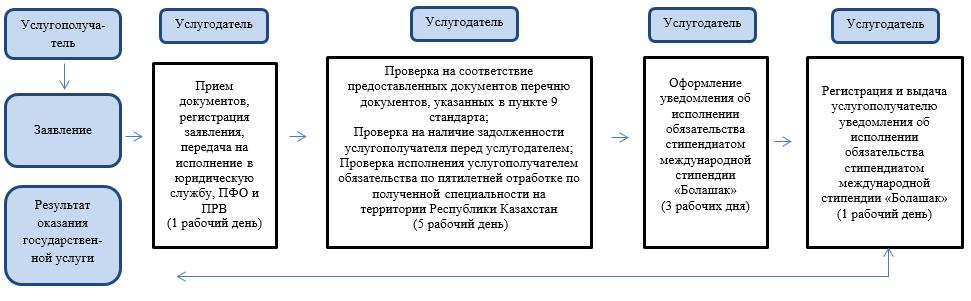 Услугополуча-
тель
Заявление
Результат
оказания
государствен-
ной услуги
Услугодатель
Прием
документов,
регистрация
заявления,
передача на
исполнение в
юридическую
службу, ПФО и
ПРВ
(1 рабочий день)
Услугодатель
Проверка на соответствие
предоставленных документов перечню
документов, указанных в пункте 9
стандарта;
Проверка на наличие задолженности
услугополучателя перед услугодателем;
Проверка исполнения услугополучателем
обязательства по пятилетней отработке по
полученной специальности на
территории Республики Казахстан
(5 рабочий день)
Услугодатель
Оформление
уведомления об
исполнении
обязательства
стипендиатом
международной
стипендии
«Болашак»
(3 рабочих дня)
Услугодатель
Регистрация и выдача
услугополучателю
уведомления об
исполнении
обязательства
стипендиатом
международной
стипендии «Болашак»
(1 рабочий день)